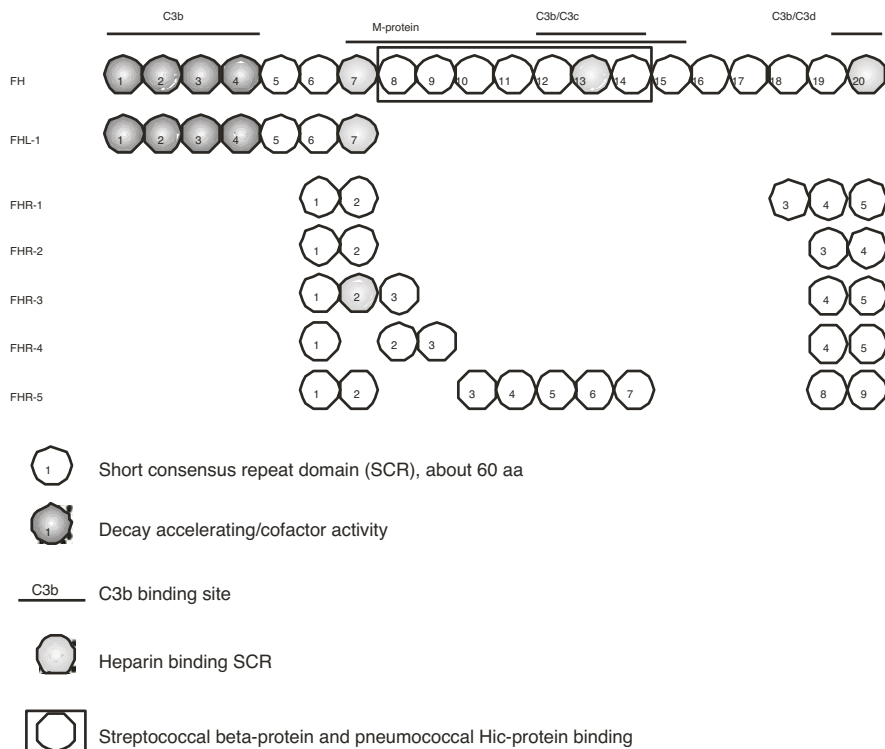 C3b M-protein C3b/C3c C3b/C3d
FH 1 2 3 4 5 6 7 8 9 10 11 12 13 14 15 16 17 18 19 20
FHL-1 1 2 3 4 5 6 7
FHR-1 1 2 3 4 5
FHR-2 1 2 3 4
FHR-3 1 2 3 4 5
FHR-4 1 2 3 4 5
FHR-5 1 2 3 4 5 6 7 8 9
1 Short consensus repeat domain (SCR), about 60 aa
1 Decay accelerating/cofactor activity
C3b C3b binding site
Heparin binding SCR
Streptococcal beta-protein and pneumococcal Hic-protein binding